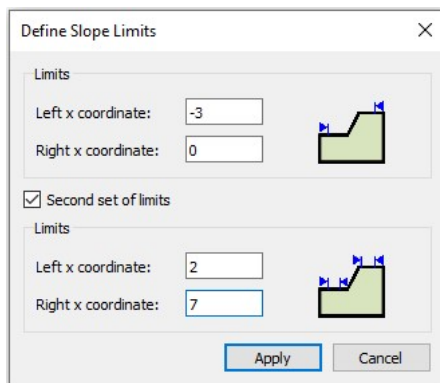 Define Slope Limits
Limits
Left x coordinate: -3
Right x coordinate: 0
Second set of limits
Limits
Left x coordinate: 2
Right x coordinate: 7
Apply Cancel